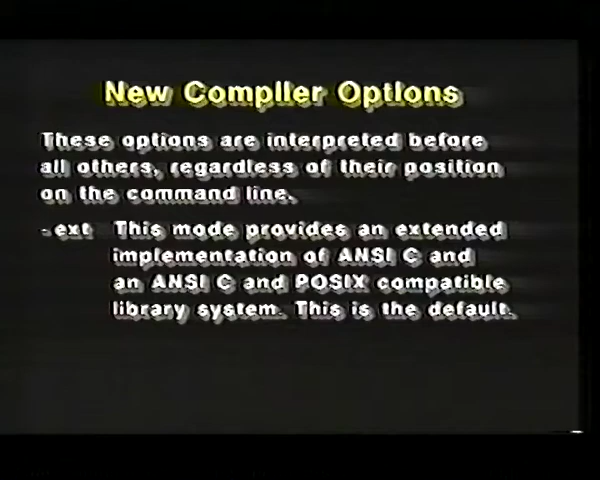 New Compiler Options
These options are interpreted before
all others, regardless of their position
on the command line.
-ext This mode provides an extended
implementation of ANSI C and
an ANSI C and POSIX compatible
library system. This is the default.